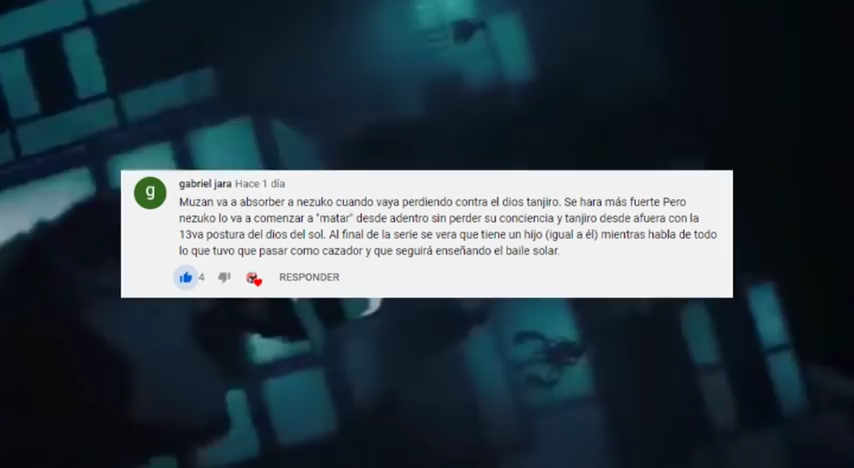 g
gabriel jara Hace 1 día
Muzan va a absorber a nezuko cuando vaya perdiendo contra el dios tanjiro. Se hara más fuerte Pero
nezuko lo va a comenzar a "matar" desde adentro sin perder su conciencia y tanjiro desde afuera con la
13va postura del dios del sol. Al final de la serie se vera que tiene un hijo (igual a él) mientras habla de todo
lo que tuvo que pasar como cazador y que seguirá enseñando el baile solar.
4 RESPONDER